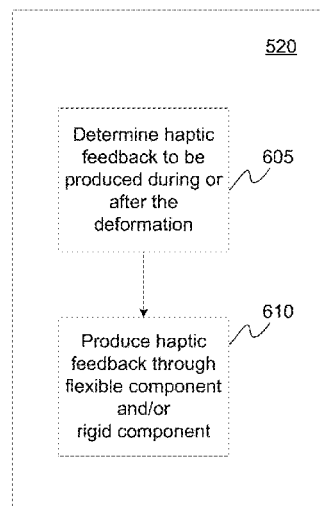 520
Determine haptic
feedback to be
produced during or
after the
deformation
605
Produce haptic
feedback through
flexible component
and/or
rigid component
610